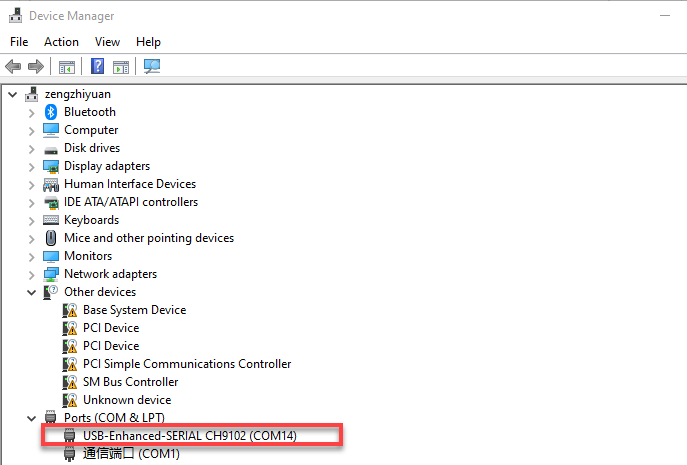 Device Manager
File Action View Help
zengzhiyuan
Bluetooth
Computer
Disk drives
Display adapters
Human Interface Devices
IDE ATA/ATAPI controllers
Keyboards
Mice and other pointing devices
Monitors
Network adapters
Other devices
Base System Device
PCI Device
PCI Device
PCI Simple Communications Controller
SM Bus Controller
Unknown device
Ports (COM & LPT)
USB-Enhanced-SERIAL CH9102 (COM14)
通信端口 (COM1)